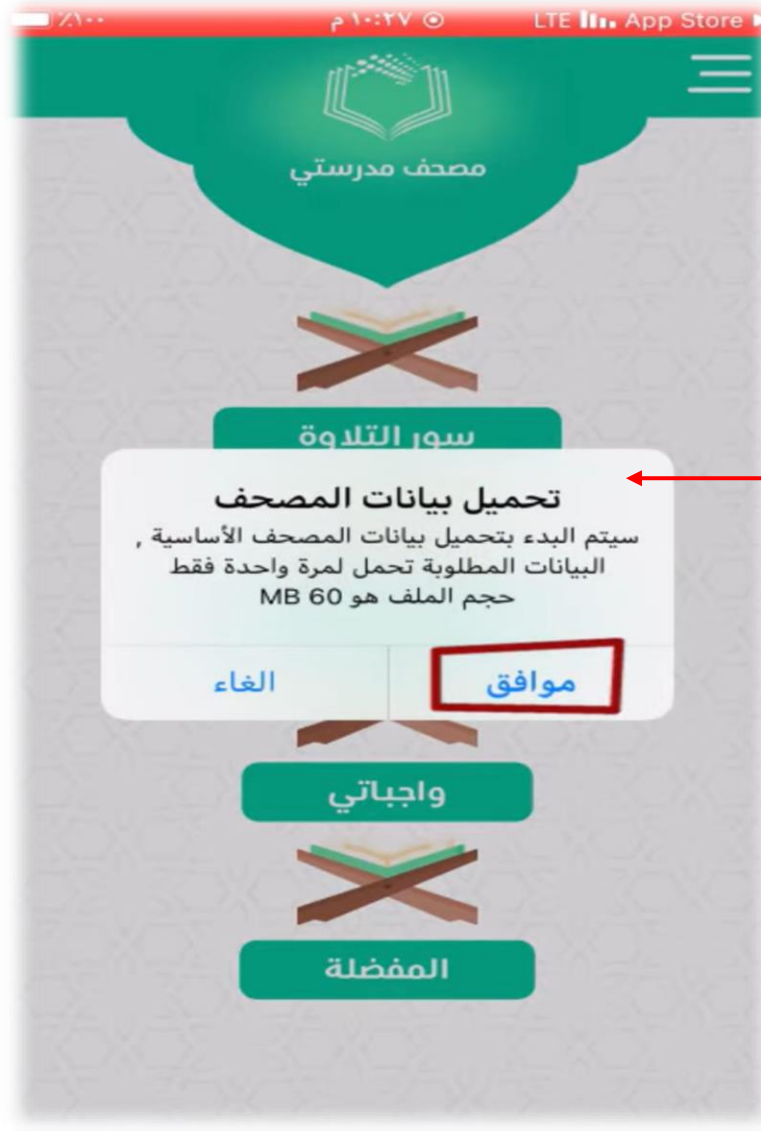 App Store LTE ١٠:٢٧ م ٪١٠٠
مصحف مدرستي
سور التلاوة
تحميل بيانات المصحف
سيتم البدء بتحميل بيانات المصحف الأساسية ,
البيانات المطلوبة تحمل لمرة واحدة فقط
حجم الملف هو 60 MB
موافق
الغاء
واجباتي
المفضلة